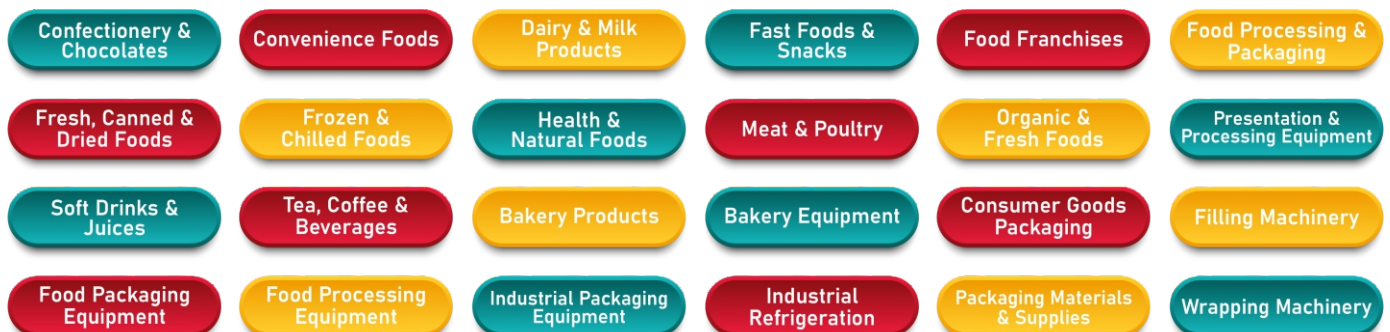 Confectionery &
Chocolates
Convenience Foods
Dairy & Milk
Products
Fast Foods &
Snacks
Food Franchises
Food Processing &
Packaging
Fresh, Canned &
Dried Foods
Frozen &
Chilled Foods
Health &
Natural Foods
Meat & Poultry
Organic &
Fresh Foods
Presentation &
Processing Equipment
Soft Drinks &
Juices
Tea, Coffee &
Beverages
Bakery Products
Bakery Equipment
Consumer Goods
Packaging
Filling Machinery
Food Packaging
Equipment
Food Processing
Equipment
Industrial Packaging
Equipment
Industrial
Refrigeration
Packaging Materials
& Supplies
Wrapping Machinery